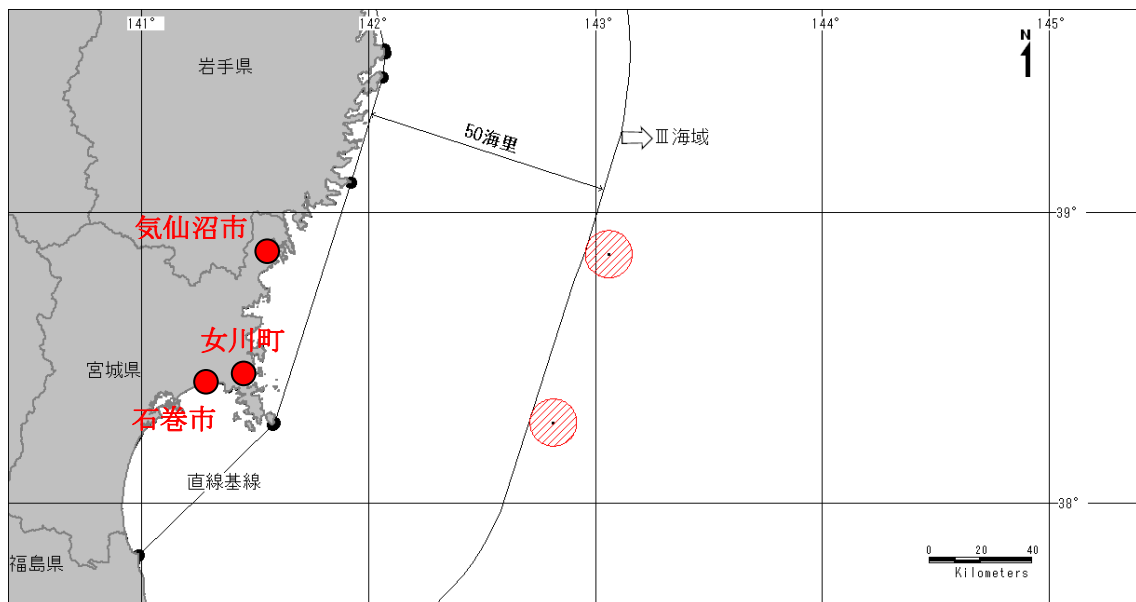 141°
142°
143°
144°
145°
N
岩手県
50海里
Ⅲ海域
39°
気仙沼市
女川町
宮城県
石巻市
直線基線
38°
福島県
0 20 40
Kilometers